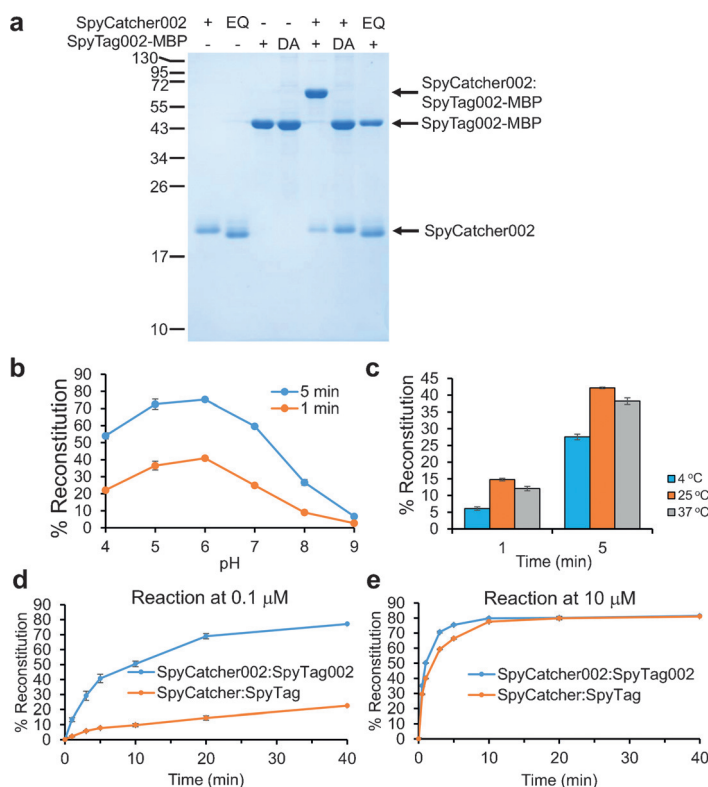 a
SpyCatcher002 + EQ - - + + EQ
SpyTag002-MBP - - + DA + DA +
130
95
72
55
43
34
26
17
10
SpyCatcher002:
SpyTag002-MBP
SpyTag002-MBP
SpyCatcher002
b
% Reconstitution
90
80
70
60
50
40
30
20
10
0
4 5 6 7 8 9
pH
5 min
1 min
c
% Reconstitution
45
40
35
30
25
20
15
10
5
0
1 5
Time (min)
4 ºC
25 ºC
37 ºC
d
Reaction at 0.1 µM
% Reconstitution
90
80
70
60
50
40
30
20
10
0
0 10 20 30 40
Time (min)
SpyCatcher002:SpyTag002
SpyCatcher:SpyTag
e
Reaction at 10 µM
% Reconstitution
90
80
70
60
50
40
30
20
10
0
0 10 20 30 40
Time (min)
SpyCatcher002:SpyTag002
SpyCatcher:SpyTag